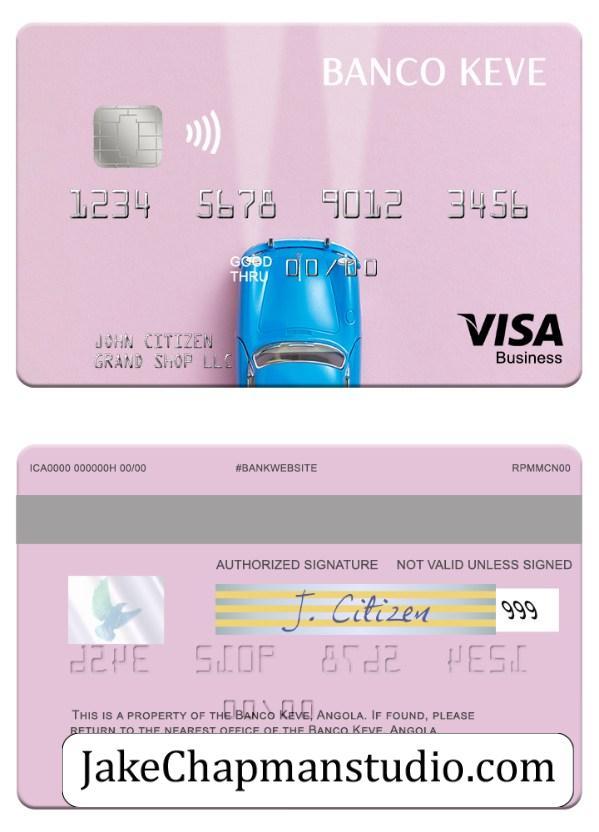 BANCO KEVE
1234 5678 9012 3456
GOOD THRU 00/00
JOHN CITIZEN
GRAND SHOP LLC
VISA
Business
ICA0000 000000H 00/00 #BANKWEBSITE RPMMCN00
AUTHORIZED SIGNATURE NOT VALID UNLESS SIGNED
J. Citizen 999
THIS IS A PROPERTY OF THE BANCO KEVE, ANGOLA. IF FOUND, PLEASE
RETURN TO THE NEAREST OFFICE OF THE BANCO KEVE, ANGOLA
JakeChapmanstudio.com